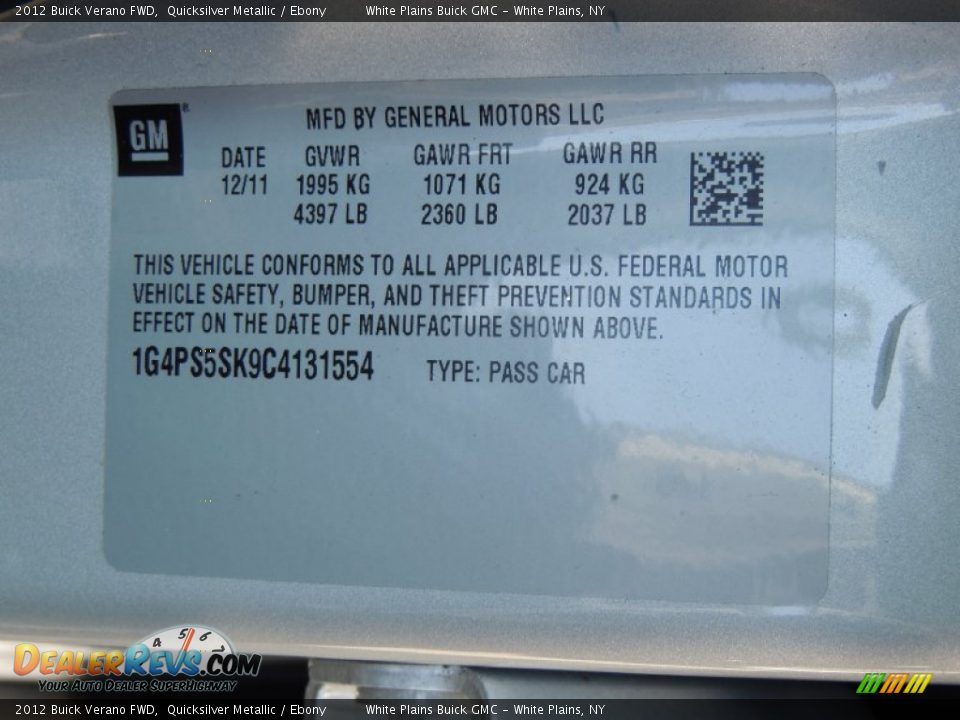 2012 Buick Verano FWD, Quicksilver Metallic / Ebony White Plains Buick GMC - White Plains, NY
GM®
MFD BY GENERAL MOTORS LLC
DATE GVWR GAWR FRT GAWR RR
12/11 1995 KG 1071 KG 924 KG
4397 LB 2360 LB 2037 LB
THIS VEHICLE CONFORMS TO ALL APPLICABLE U.S. FEDERAL MOTOR
VEHICLE SAFETY, BUMPER, AND THEFT PREVENTION STANDARDS IN
EFFECT ON THE DATE OF MANUFACTURE SHOWN ABOVE.
1G4PS5SK9C4131554 TYPE: PASS CAR
4 5 6 7
DEALERREVS.COM
YOUR AUTO DEALER SUPERHIGHWAY
2012 Buick Verano FWD, Quicksilver Metallic / Ebony White Plains Buick GMC - White Plains, NY